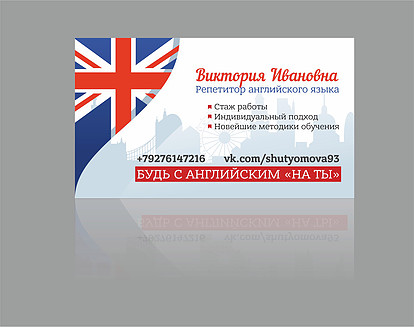 Виктория Ивановна
Репетитор английского языка
Стаж работы
Индивидуальный подход
Новейшие методики обучения
+79276147216 vk.com/shutyomova93
БУДЬ С АНГЛИЙСКИМ «НА ТЫ»